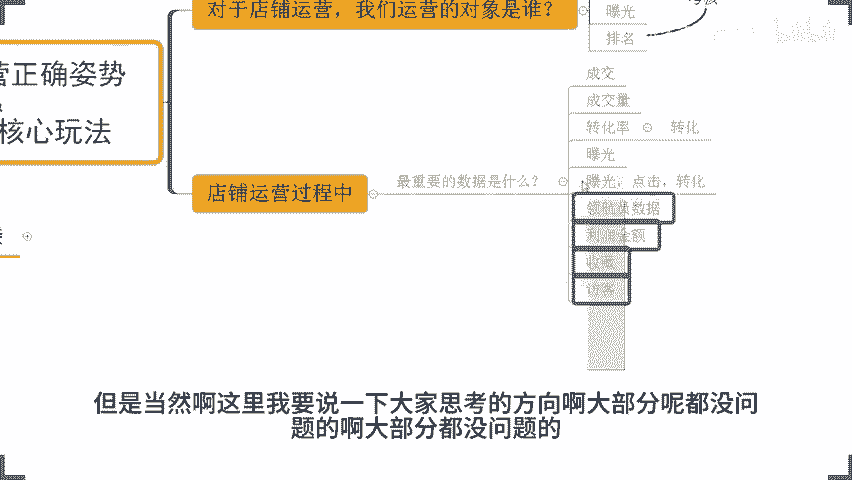 对于店铺运营，我们运营的对象是谁？
曝光
排名
营正确姿势
核心玩法
成交
成交量
转化率
转化
曝光
店铺运营过程中
最重要的数据是什么？
曝光，点击，转化
数据
利润金额
收藏
访客
但是当然啊这里我要说一下大家思考的方向啊大部分呢都没问
题的啊大部分都没问题的